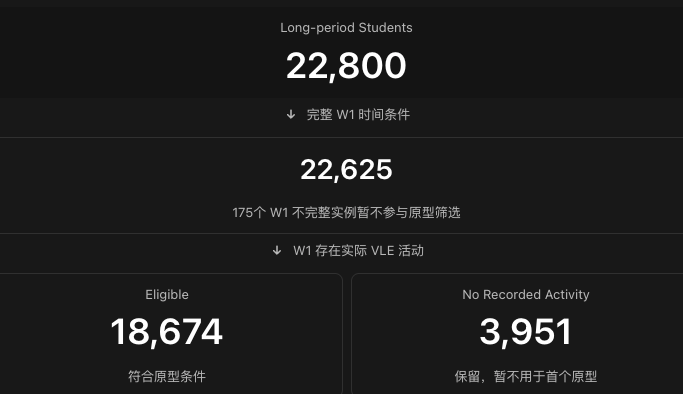 Long-period Students
22,800
↓ 完整 W1 时间条件
22,625
175个 W1 不完整实例暂不参与原型筛选
↓ W1 存在实际 VLE 活动
Eligible
18,674
符合原型条件
No Recorded Activity
3,951
保留，暂不用于首个原型